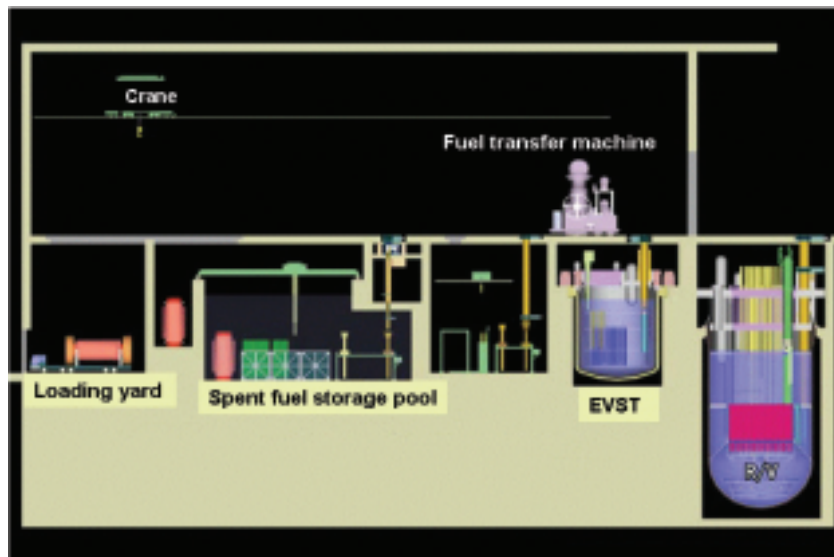 Crane
Fuel transfer machine
Loading yard
Spent fuel storage pool
EVST
R/V